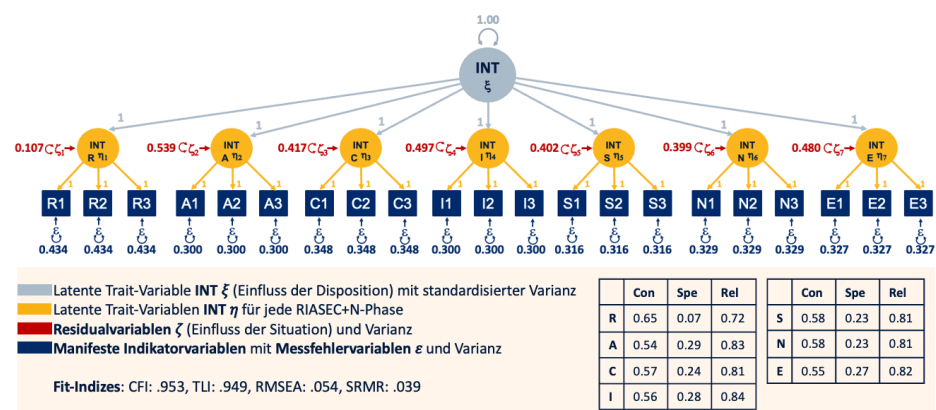 1.00
INT
ξ
1 1 1 1 1 1 1
0.107 ζ1 INT R η1
0.539 ζ2 INT A η2
0.417 ζ3 INT C η3
0.497 ζ4 INT I η4
0.402 ζ5 INT S η5
0.399 ζ6 INT N η6
0.480 ζ7 INT E η7
1 1 1 1 1 1 1 1 1 1 1 1 1 1
R1 R2 R3 A1 A2 A3 C1 C2 C3 I1 I2 I3 S1 S2 S3 N1 N2 N3 E1 E2 E3
ε ε ε ε ε ε ε ε ε ε ε ε ε ε ε ε ε ε ε ε ε
0.434 0.434 0.434 0.300 0.300 0.300 0.348 0.348 0.348 0.300 0.300 0.300 0.316 0.316 0.316 0.329 0.329 0.329 0.327 0.327 0.327
Latente Trait-Variable INT ξ (Einfluss der Disposition) mit standardisierter Varianz
Latente Trait-Variablen INT η für jede RIASEC+N-Phase
Residualvariablen ζ (Einfluss der Situation) und Varianz
Manifeste Indikatorvariablen mit Messfehlervariablen ε und Varianz
Fit-Indizes: CFI: .953, TLI: .949, RMSEA: .054, SRMR: .039
Con Spe Rel
R 0.65 0.07 0.72
A 0.54 0.29 0.83
C 0.57 0.24 0.81
I 0.56 0.28 0.84
Con Spe Rel
S 0.58 0.23 0.81
N 0.58 0.23 0.81
E 0.55 0.27 0.82